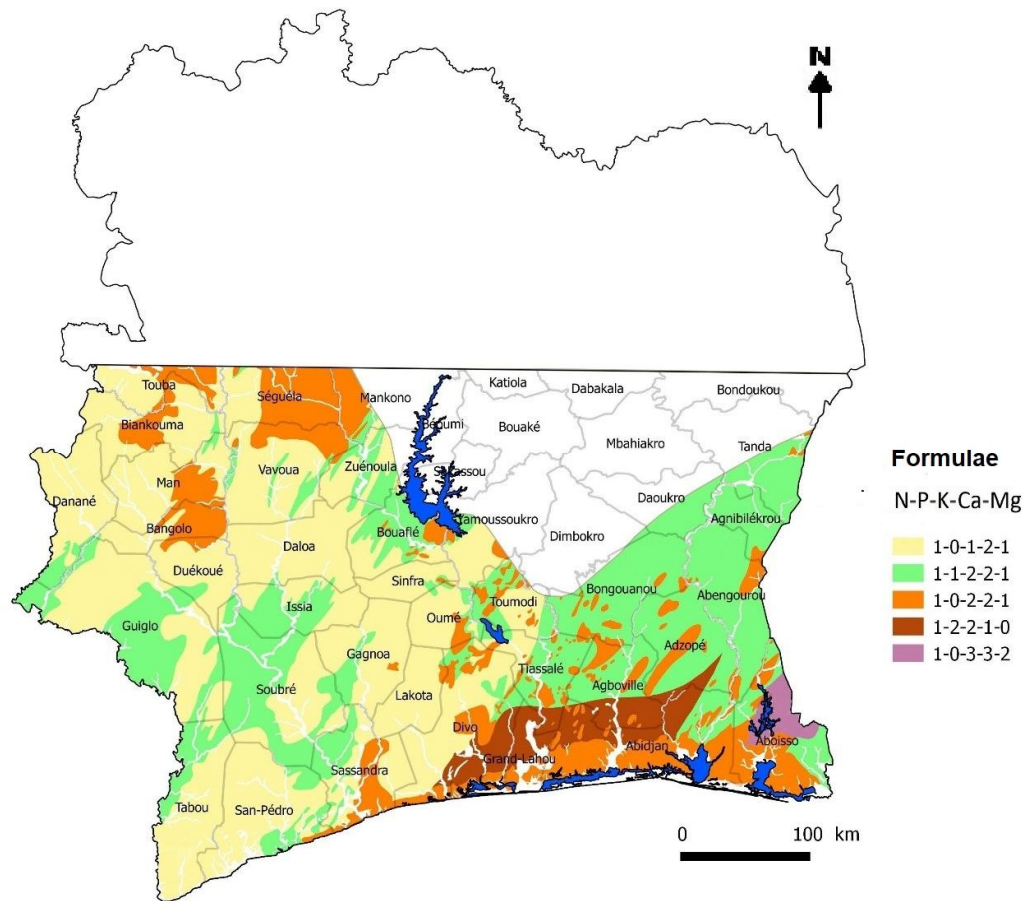 N
Katiola
Dabakala
Bondoukou
Touba
Séguéla
Mankono
Béoumi
Bouaké
Mbahiakro
Tanda
Biankouma
Vavoua
Zuénoula
Sakassou
Daoukro
Agnibilékrou
Man
Danané
Bangolo
Daloa
Bouaflé
Yamoussoukro
Dimbokro
Duékoué
Sinfra
Toumodi
Bongouanou
Abengourou
Guiglo
Issia
Oumé
Gagnoa
Adzopé
Soubré
Lakota
Tiassalé
Agboville
Divo
Abidjan
Aboisso
Grand-Lahou
Sassandra
Tabou
San-Pédro
0 100 km
Formulae
N-P-K-Ca-Mg
1-0-1-2-1
1-1-2-2-1
1-0-2-2-1
1-2-2-1-0
1-0-3-3-2